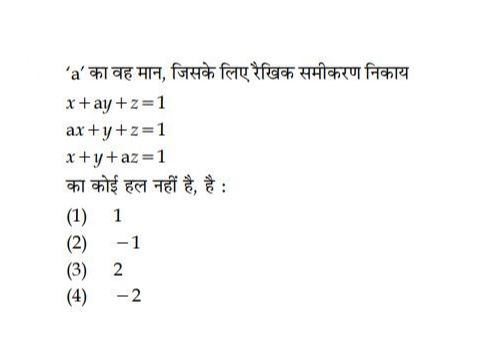 ‘a’ का वह मान, जिसके लिए रैखिक समीकरण निकाय
x+ay+z=1
ax+y+z=1
x+y+az=1
का कोई हल नहीं है, है :
(1) 1
(2) −1
(3) 2
(4) −2